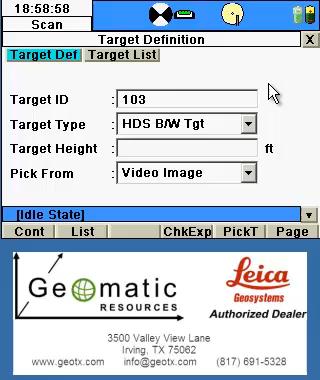 18:58:58
Scan
Target Definition X
Target Def Target List
Target ID : 103
Target Type : HDS B/W Tgt
Target Height : ft
Pick From : Video Image
[Idle State]
Cont List ChkExp PickT Page
Geomatic
RESOURCES
Leica
Geosystems
Authorized Dealer
3500 Valley View Lane
Irving, TX 75062
www.geotx.com info@geotx.com (817) 691-5328